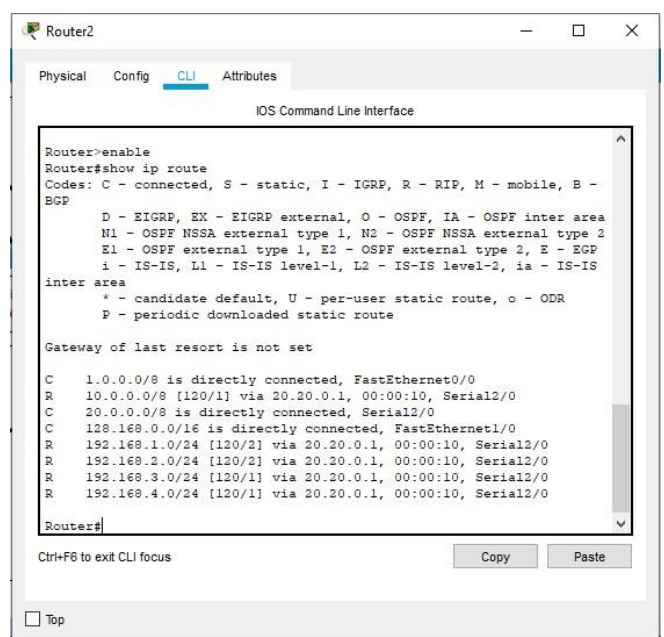 Router2
Physical Config CLI Attributes
IOS Command Line Interface
Router>enable
Router#show ip route
Codes: C - connected, S - static, I - IGRP, R - RIP, M - mobile, B -
BGP
D - EIGRP, EX - EIGRP external, O - OSPF, IA - OSPF inter area
N1 - OSPF NSSA external type 1, N2 - OSPF NSSA external type 2
E1 - OSPF external type 1, E2 - OSPF external type 2, E - EGP
i - IS-IS, L1 - IS-IS level-1, L2 - IS-IS level-2, ia - IS-IS
inter area
* - candidate default, U - per-user static route, o - ODR
P - periodic downloaded static route
Gateway of last resort is not set
C 1.0.0.0/8 is directly connected, FastEthernet0/0
R 10.0.0.0/8 [120/1] via 20.20.0.1, 00:00:10, Serial2/0
C 20.0.0.0/8 is directly connected, Serial2/0
C 128.168.0.0/16 is directly connected, FastEthernet1/0
R 192.168.1.0/24 [120/2] via 20.20.0.1, 00:00:10, Serial2/0
R 192.168.2.0/24 [120/2] via 20.20.0.1, 00:00:10, Serial2/0
R 192.168.3.0/24 [120/1] via 20.20.0.1, 00:00:10, Serial2/0
R 192.168.4.0/24 [120/1] via 20.20.0.1, 00:00:10, Serial2/0
Router#
Ctrl+F6 to exit CLI focus
Copy Paste
Top